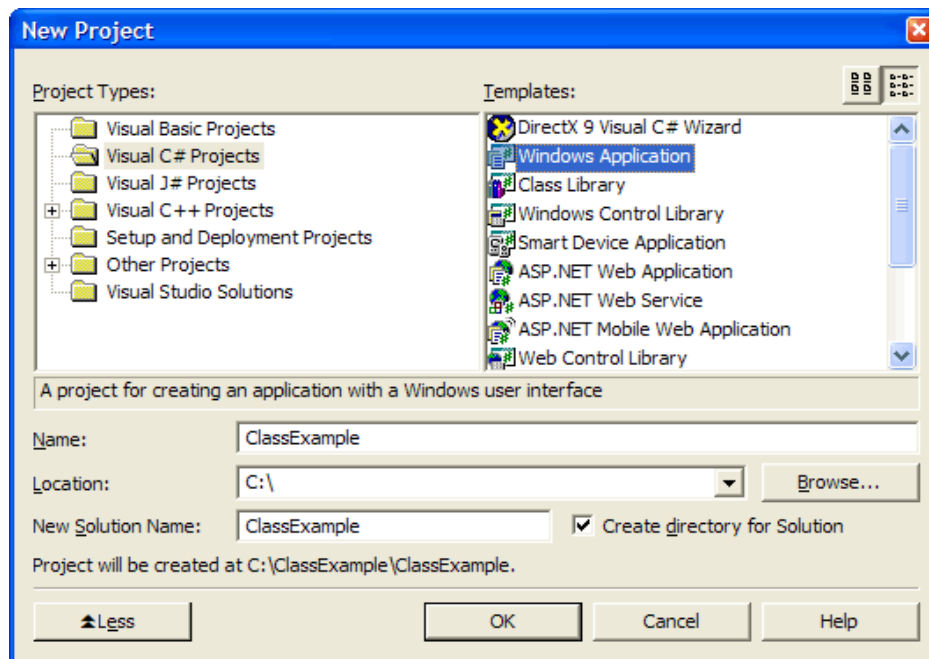 New Project
Project Types:
Templates:
Visual Basic Projects
Visual C# Projects
Visual J# Projects
Visual C++ Projects
Setup and Deployment Projects
Other Projects
Visual Studio Solutions
DirectX 9 Visual C# Wizard
Windows Application
Class Library
Windows Control Library
Smart Device Application
ASP.NET Web Application
ASP.NET Web Service
ASP.NET Mobile Web Application
Web Control Library
A project for creating an application with a Windows user interface
Name: ClassExample
Location: C:\ Browse...
New Solution Name: ClassExample Create directory for Solution
Project will be created at C:\ClassExample\ClassExample.
Less OK Cancel Help